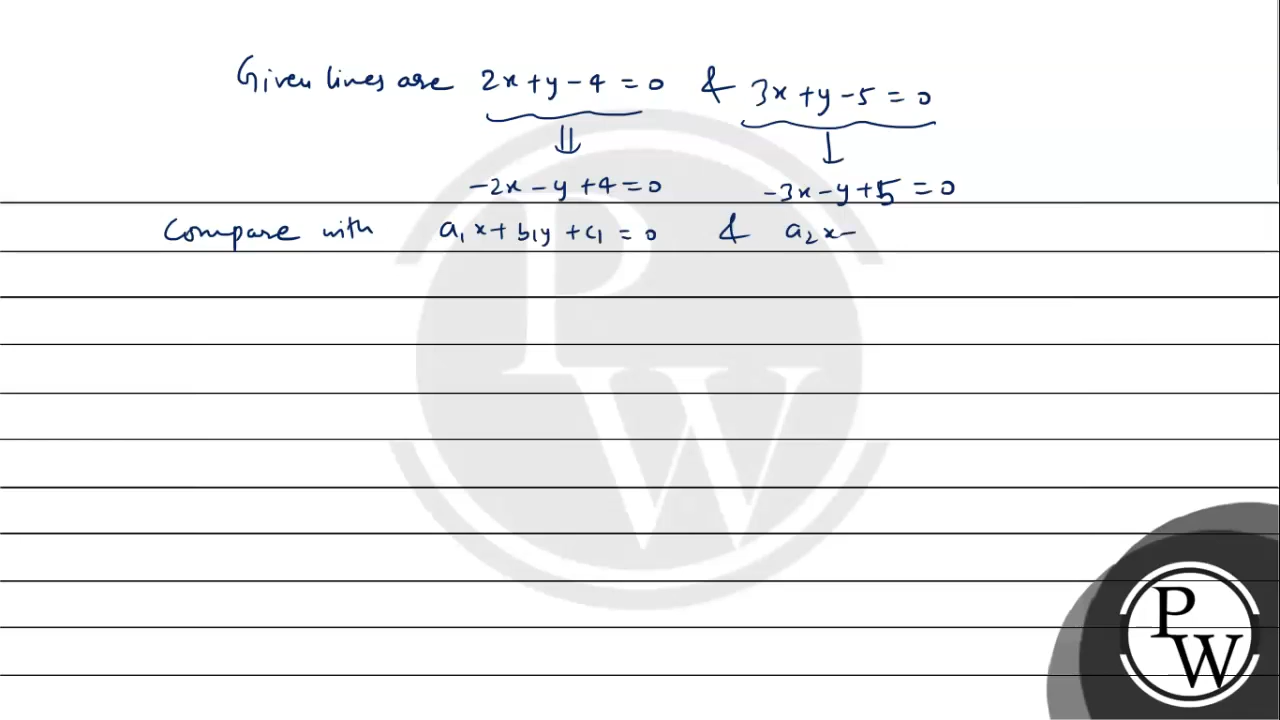 Given lines are 2x + y - 4 = 0 & 3x + y - 5 = 0
⇓ ↓
-2x - y + 4 = 0 -3x - y + 5 = 0
Compare with a₁x + b₁y + c₁ = 0 & a₂x -
PW
PW